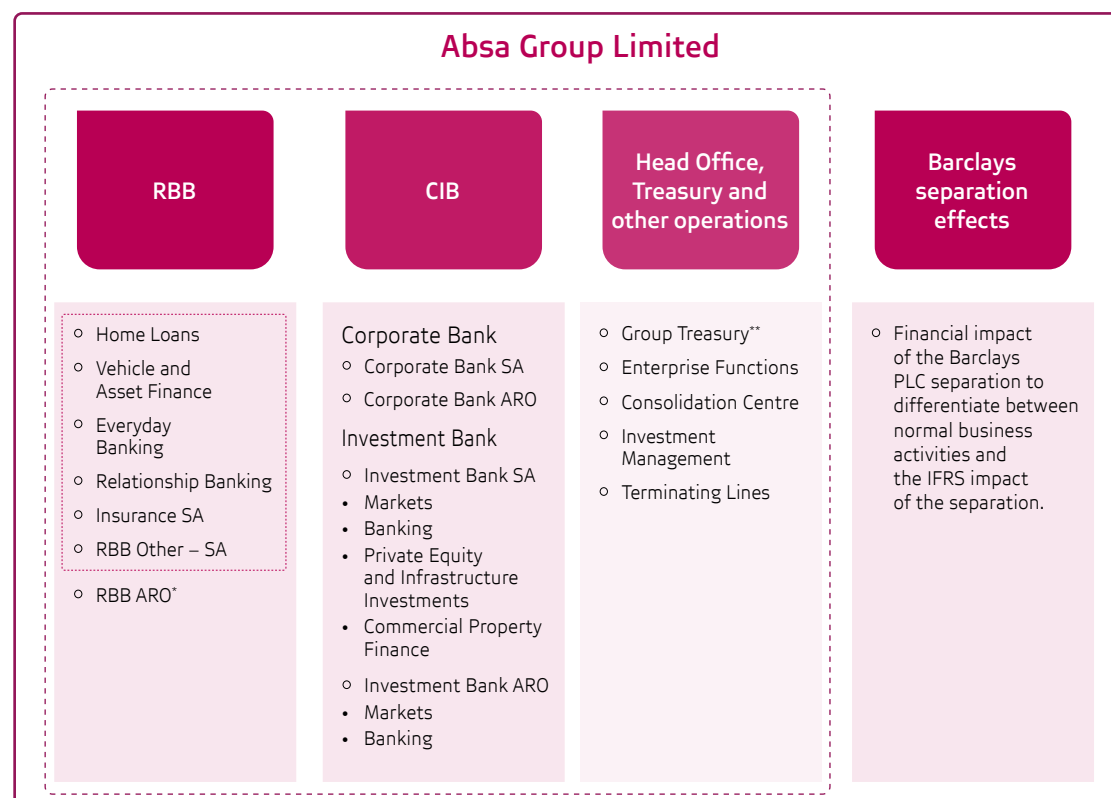 Absa Group Limited
RBB
CIB
Head Office,
Treasury and
other operations
Barclays
separation
effects
Home Loans
Vehicle and
Asset Finance
Everyday
Banking
Relationship Banking
Insurance SA
RBB Other – SA
RBB ARO*
Corporate Bank
Corporate Bank SA
Corporate Bank ARO
Investment Bank
Investment Bank SA
• Markets
• Banking
• Private Equity
and Infrastructure
Investments
• Commercial Property
Finance
Investment Bank ARO
• Markets
• Banking
Group Treasury**
Enterprise Functions
Consolidation Centre
Investment
Management
Terminating Lines
Financial impact
of the Barclays
PLC separation to
differentiate between
normal business
activities and
the IFRS impact
of the separation.